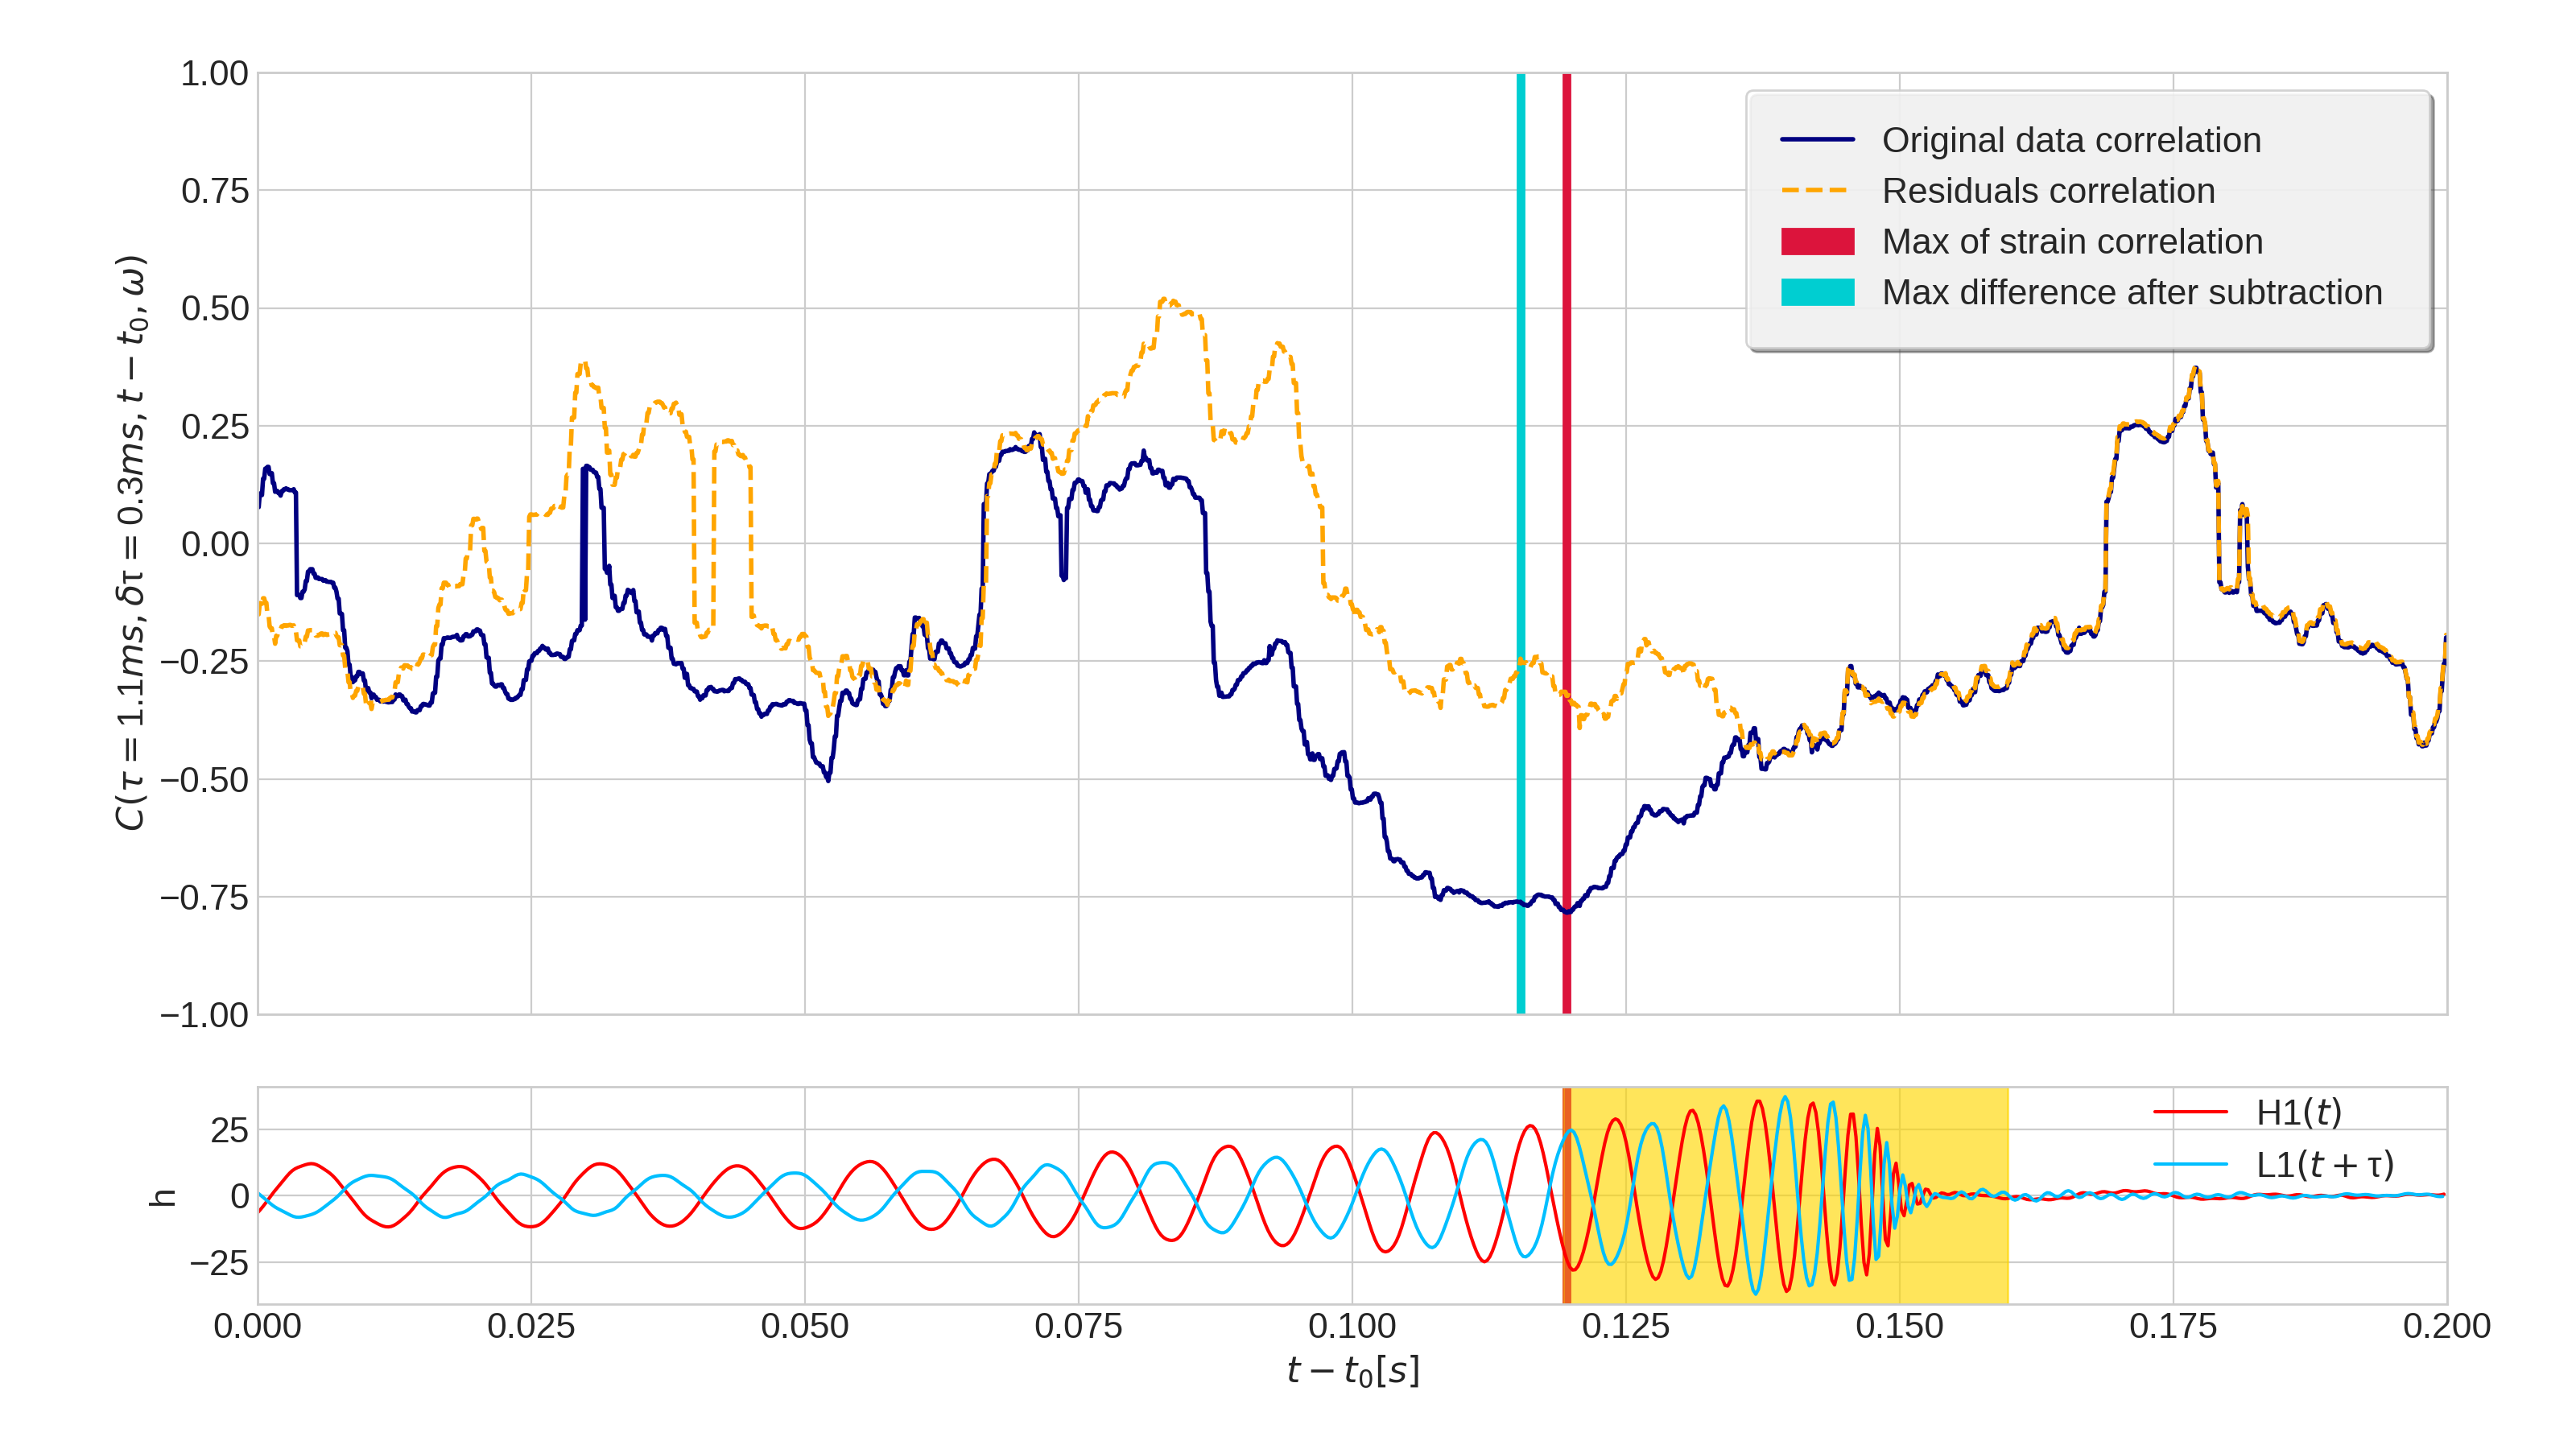 1.00
0.75
0.50
0.25
0.00
−0.25
−0.50
−0.75
−1.00
C(τ = 1.1ms, δτ = 0.3ms, t − t₀, ω)
Original data correlation
Residuals correlation
Max of strain correlation
Max difference after subtraction
25
0
−25
h
H1(t)
L1(t + τ)
0.000 0.025 0.050 0.075 0.100 0.125 0.150 0.175 0.200
t − t₀[s]